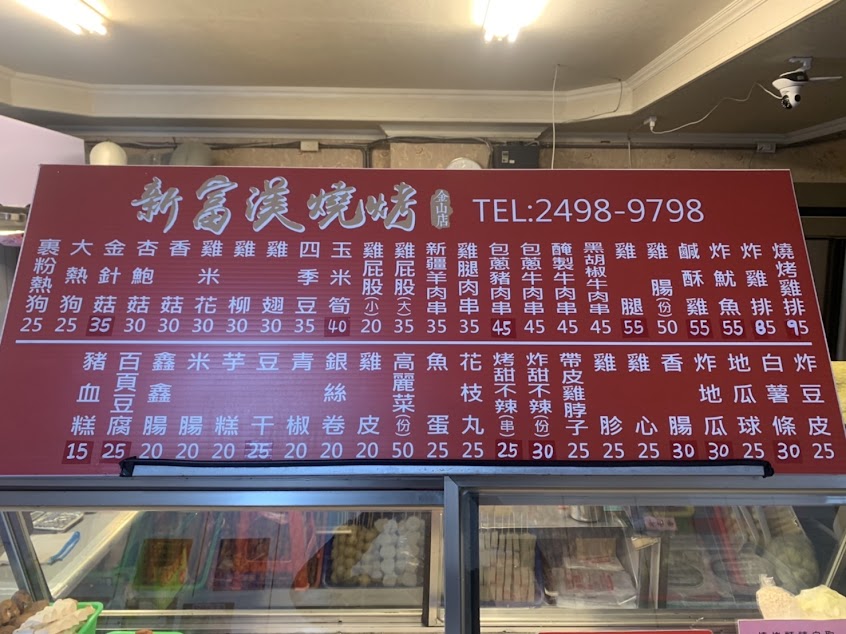 新富漢燒烤
金山店
TEL:2498-9798
裹粉熱狗 25
大熱狗 25
金針菇 35
杏鮑菇 30
香菇 30
雞米花 30
雞柳 30
雞翅 30
四季豆 35
玉米筍 40
雞屁股(小) 20
雞屁股(大) 35
新疆羊肉串 35
雞腿肉串 35
包蔥豬肉串 45
包蔥牛肉串 45
醃製牛肉串 45
黑胡椒牛肉串 45
雞腿 55
雞腸(份) 50
鹹酥雞 55
炸魷魚 55
炸雞排 85
燒烤雞排 95
豬血糕 15
百頁豆腐 25
鑫鑫腸 20
米腸 20
芋糕 20
豆干 25
青椒 20
銀絲卷 20
雞皮 20
高麗菜(份) 50
魚蛋 25
花枝丸 25
烤甜不辣(串) 25
炸甜不辣(份) 30
帶皮雞脖子 25
雞胗 25
雞心 25
香腸 30
炸地瓜 30
地瓜球 25
白薯條 30
炸豆皮 25